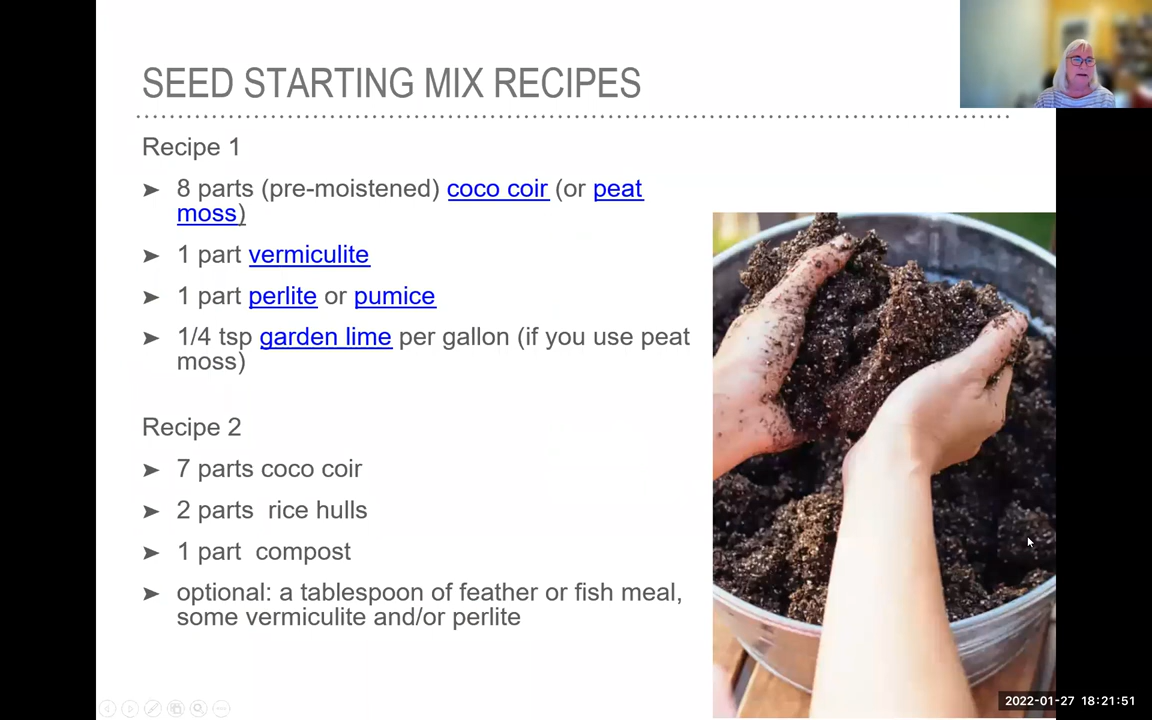 SEED STARTING MIX RECIPES
Recipe 1
➤ 8 parts (pre-moistened) coco coir (or peat
moss)
➤ 1 part vermiculite
➤ 1 part perlite or pumice
➤ 1/4 tsp garden lime per gallon (if you use peat
moss)
Recipe 2
➤ 7 parts coco coir
➤ 2 parts  rice hulls
➤ 1 part  compost
➤ optional: a tablespoon of feather or fish meal,
some vermiculite and/or perlite
2022-01-27 18:21:51